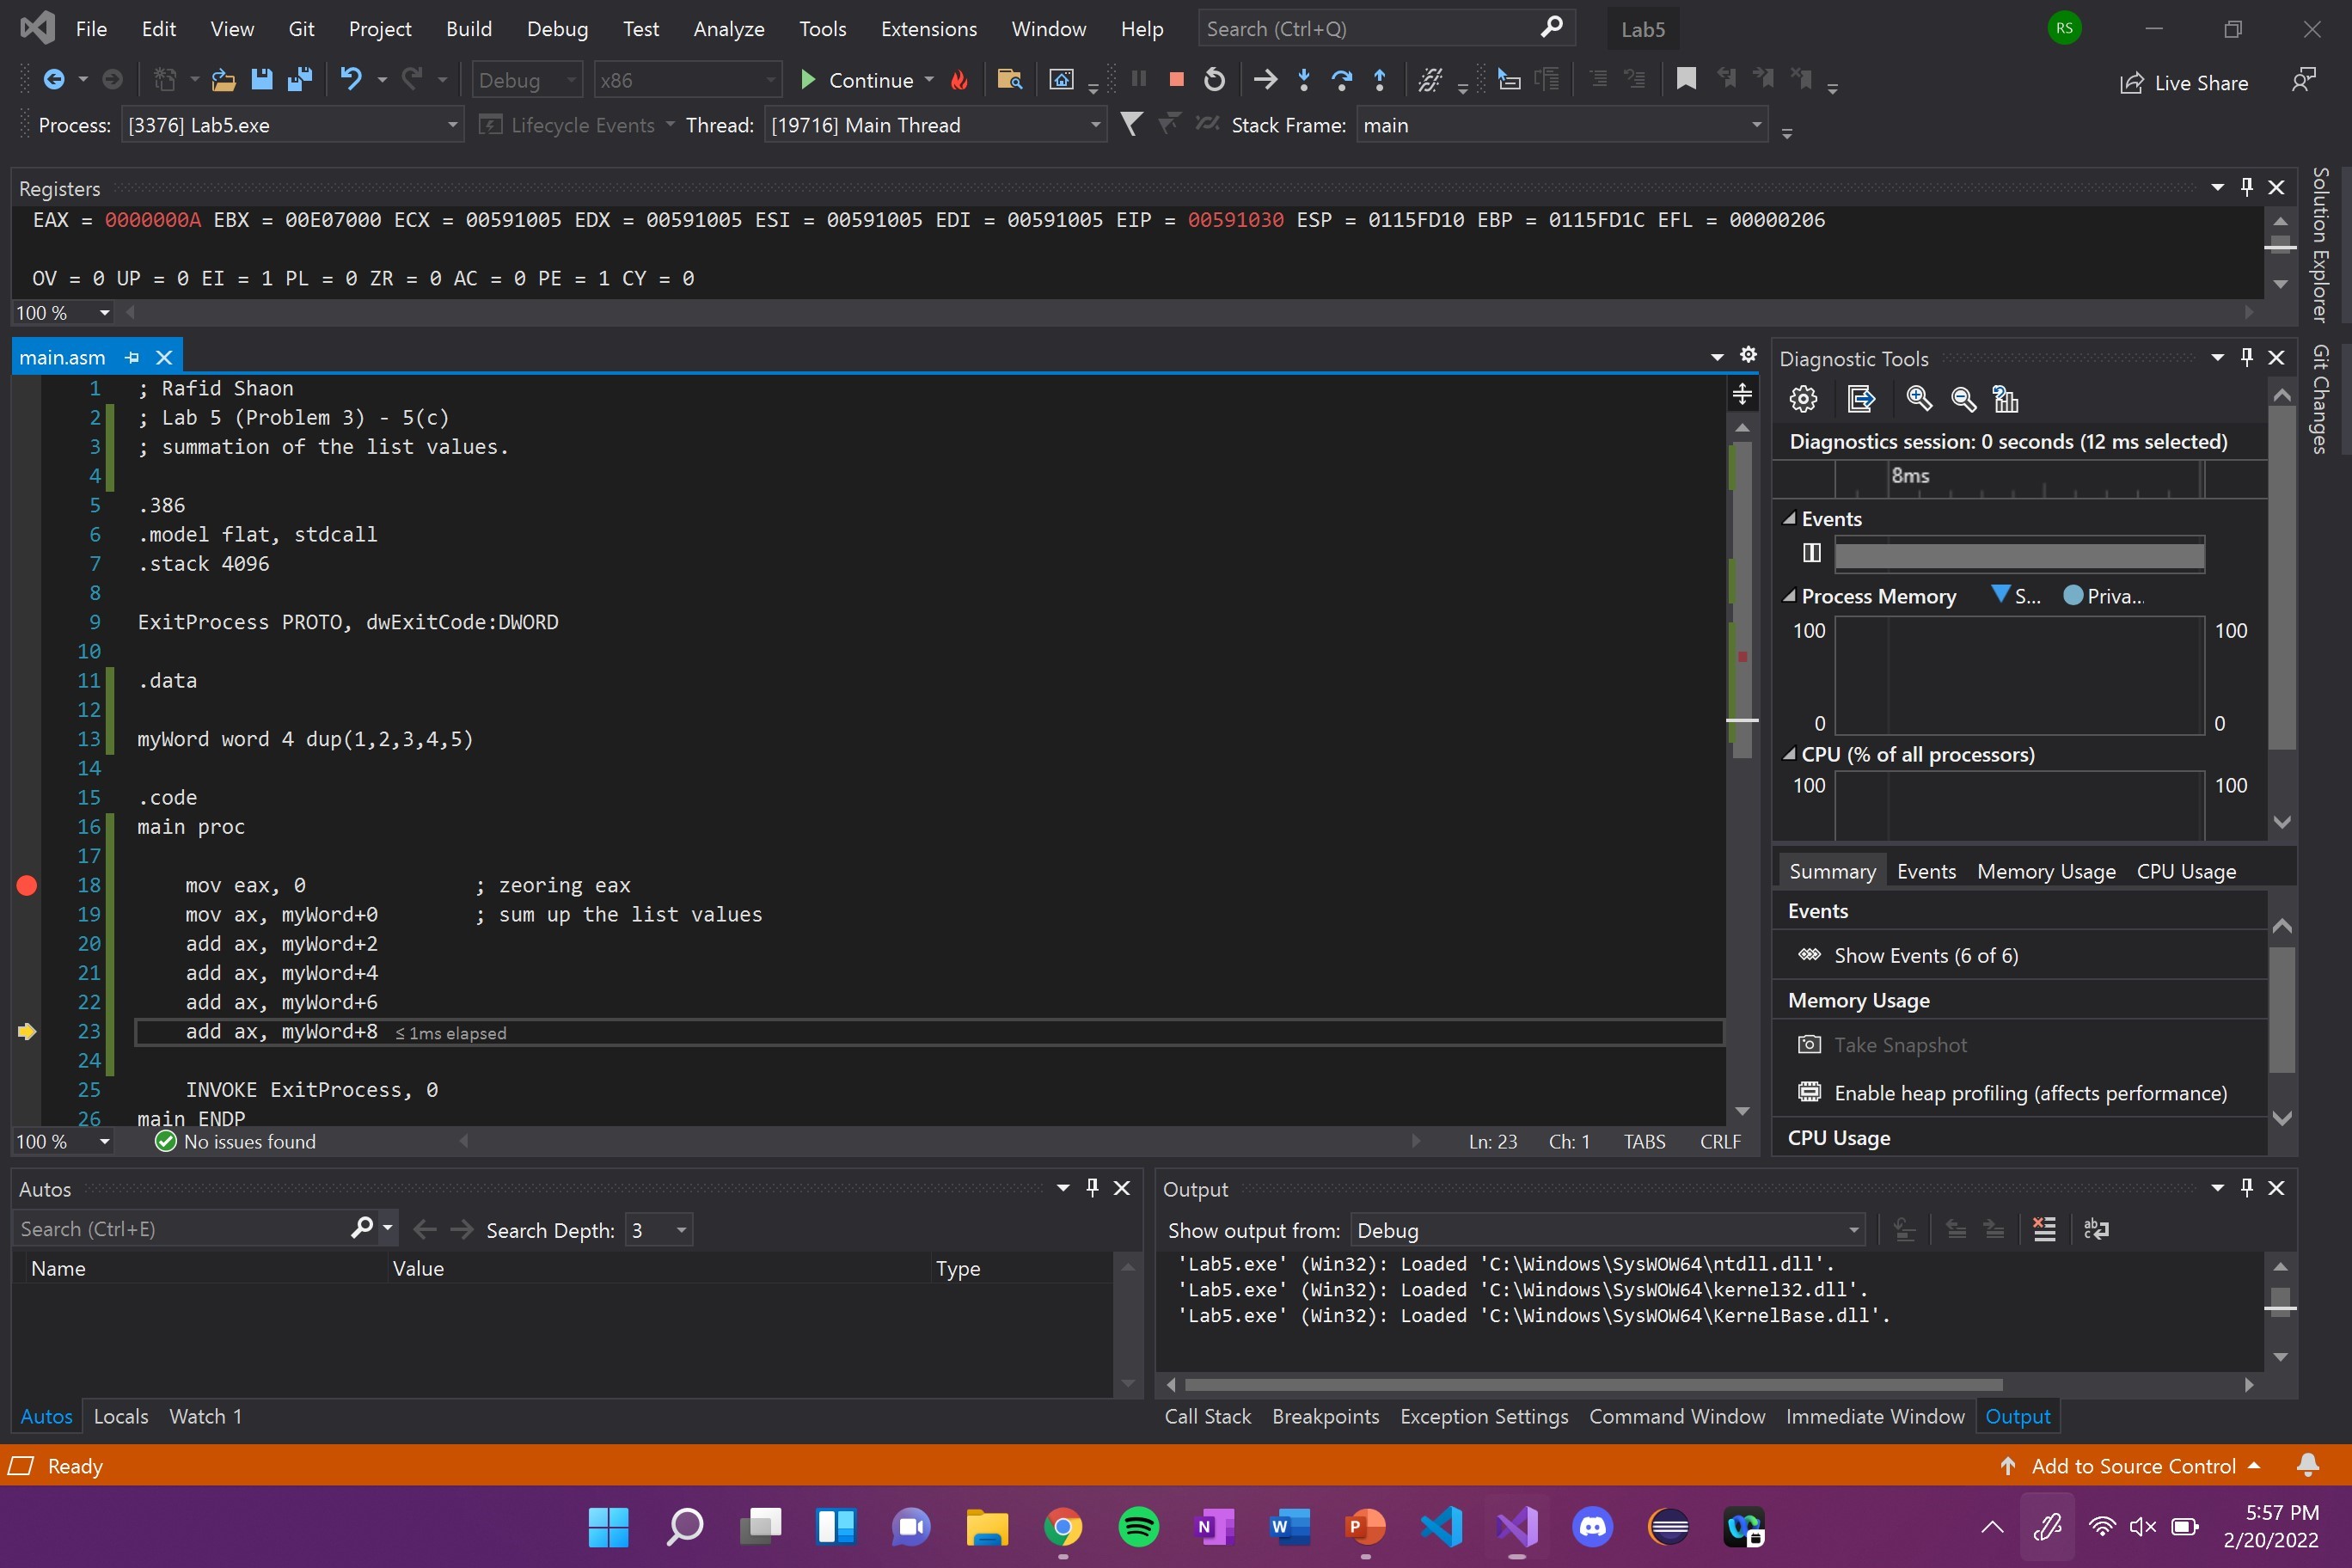 File Edit View Git Project Build Debug Test Analyze Tools Extensions Window Help Search (Ctrl+Q) Lab5 RS
Debug x86 Continue Live Share
Process: [3376] Lab5.exe Lifecycle Events Thread: [19716] Main Thread Stack Frame: main
Registers
EAX = 0000000A EBX = 00E07000 ECX = 00591005 EDX = 00591005 ESI = 00591005 EDI = 00591005 EIP = 00591030 ESP = 0115FD10 EBP = 0115FD1C EFL = 00000206
OV = 0 UP = 0 EI = 1 PL = 0 ZR = 0 AC = 0 PE = 1 CY = 0
100 %
Solution Explorer
Git Changes
main.asm
1 ; Rafid Shaon
2 ; Lab 5 (Problem 3) - 5(c)
3 ; summation of the list values.
4
5 .386
6 .model flat, stdcall
7 .stack 4096
8
9 ExitProcess PROTO, dwExitCode:DWORD
10
11 .data
12
13 myWord word 4 dup(1,2,3,4,5)
14
15 .code
16 main proc
17
18 mov eax, 0 ; zeoring eax
19 mov ax, myWord+0 ; sum up the list values
20 add ax, myWord+2
21 add ax, myWord+4
22 add ax, myWord+6
23 add ax, myWord+8 ≤ 1ms elapsed
24
25 INVOKE ExitProcess, 0
26 main ENDP
100 % No issues found Ln: 23 Ch: 1 TABS CRLF
Diagnostic Tools
Diagnostics session: 0 seconds (12 ms selected)
8ms
Events
Process Memory S... Priva...
100 100
0 0
CPU (% of all processors)
100 100
Summary Events Memory Usage CPU Usage
Events
Show Events (6 of 6)
Memory Usage
Take Snapshot
Enable heap profiling (affects performance)
CPU Usage
Autos
Search (Ctrl+E) Search Depth: 3
Name Value Type
Autos Locals Watch 1
Output
Show output from: Debug
'Lab5.exe' (Win32): Loaded 'C:\Windows\SysWOW64\ntdll.dll'.
'Lab5.exe' (Win32): Loaded 'C:\Windows\SysWOW64\kernel32.dll'.
'Lab5.exe' (Win32): Loaded 'C:\Windows\SysWOW64\KernelBase.dll'.
Call Stack Breakpoints Exception Settings Command Window Immediate Window Output
Ready Add to Source Control
5:57 PM
2/20/2022